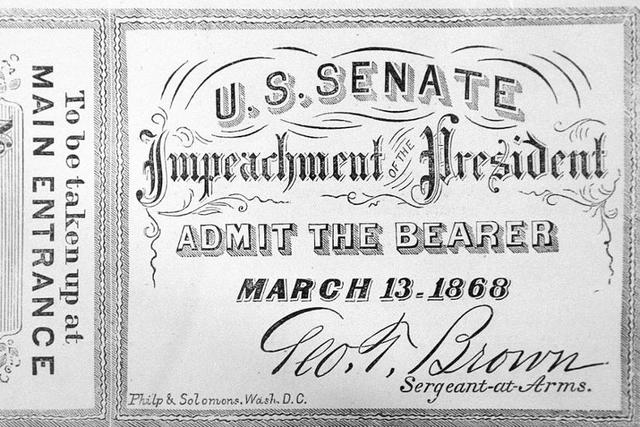 To be taken up at
MAIN ENTRANCE
U.S. SENATE
Impeachment OF THE President
ADMIT THE BEARER
MARCH 13-1868
Geo. T. Brown
Sergeant-at-Arms.
Philp & Solomons. Wash. D.C.